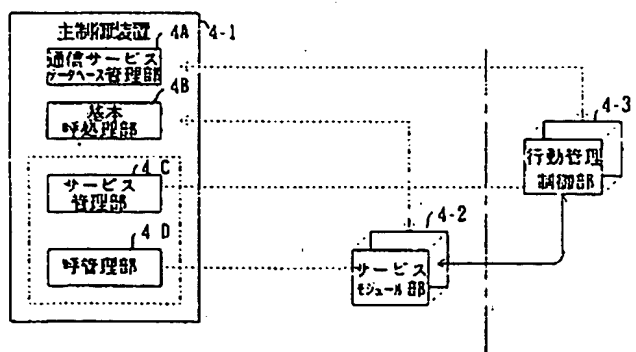 主制御装置
4-1
4A
通信サービス
データベース管理部
4B
基本
呼処理部
4C
サービス
管理部
4D
呼管理部
4-3
行動管理
制御部
4-2
サービス
モジュール部